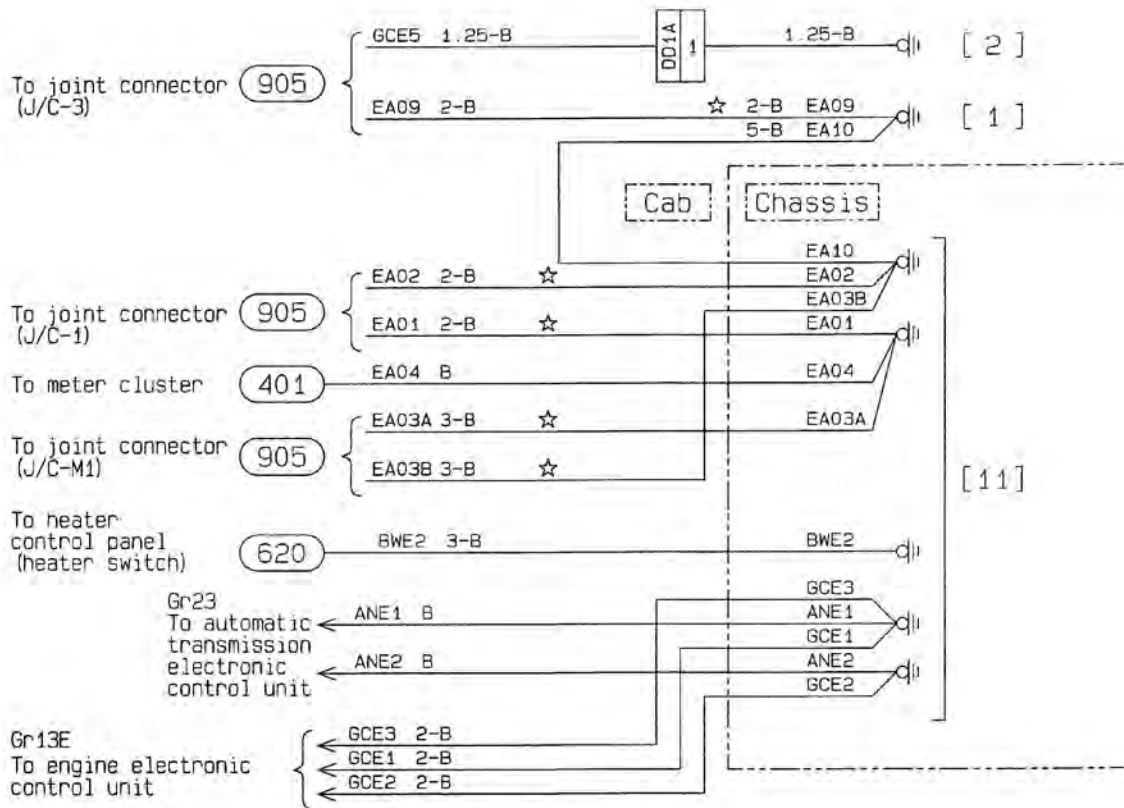 GCE5 1.25-B
DD1A
1
1.25-B
[ 2 ]
To joint connector
(J/C-3)
905
EA09 2-B
☆ 2-B EA09
[ 1 ]
5-B EA10
Cab
Chassis
EA10
EA02 2-B ☆
EA02
EA03B
To joint connector
(J/C-1)
905
EA01 2-B ☆
EA01
To meter cluster
401
EA04 B
EA04
EA03A 3-B ☆
EA03A
To joint connector
(J/C-M1)
905
EA03B 3-B ☆
[11]
To heater
control panel
(heater switch)
620
BWE2 3-B
BWE2
GCE3
Gr23
To automatic
transmission
electronic
control unit
ANE1 B
ANE1
GCE1
ANE2 B
ANE2
GCE2
Gr13E
To engine electronic
control unit
GCE3 2-B
GCE1 2-B
GCE2 2-B